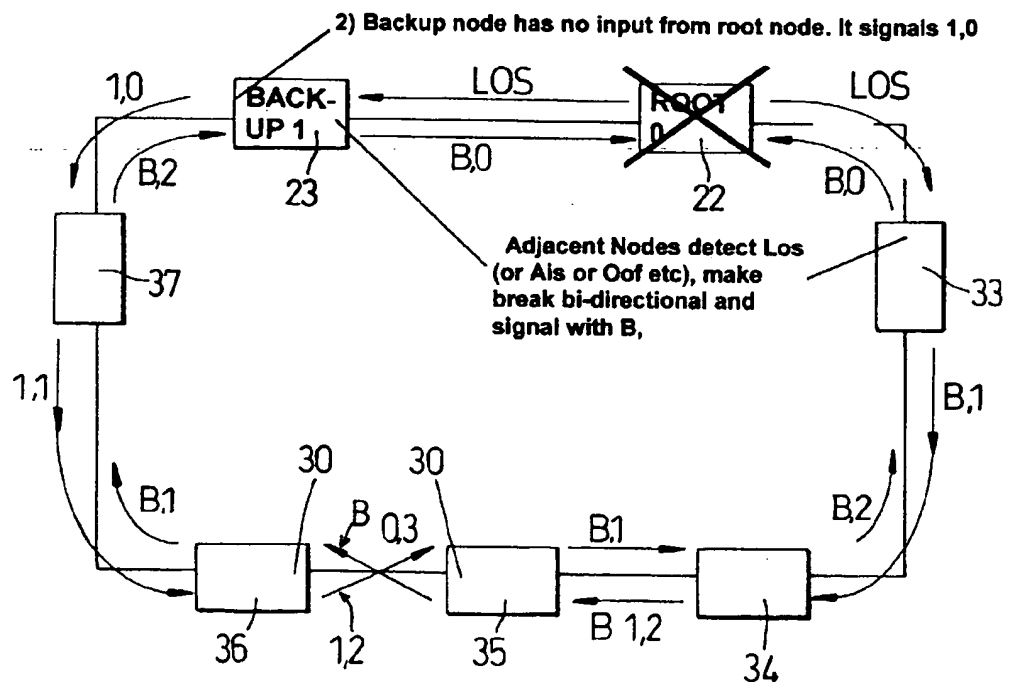 2) Backup node has no input from root node. It signals 1,0
1,0
BACK-
UP 1
LOS
ROOT
0
LOS
B,2
23
B,0
22
B,0
37
Adjacent Nodes detect Los
(or Ais or Oof etc), make
break bi-directional and
signal with B,
33
1,1
B,1
30
30
B,1
B
0,3
B,1
B,2
36
1,2
35
B 1,2
34